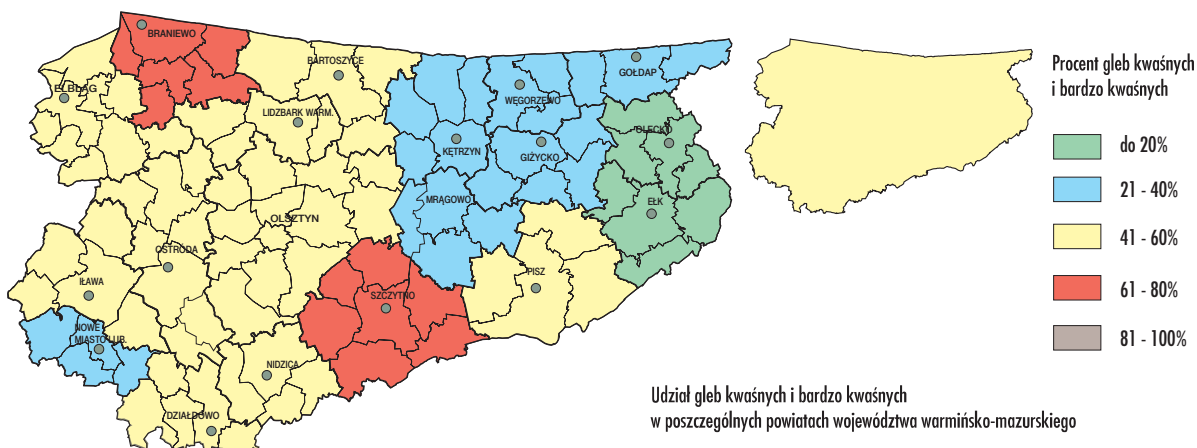 BRANIEWO
BARTOSZYCE
GOŁDAP
ELBLĄG
WĘGORZEWO
LIDZBARK WARM.
OLECKO
KĘTRZYN
GIŻYCKO
MRĄGOWO
EŁK
OLSZTYN
OSTRÓDA
PISZ
IŁAWA
SZCZYTNO
NOWE
MIASTO LUB.
NIDZICA
DZIAŁDOWO
Procent gleb kwaśnych
i bardzo kwaśnych
do 20%
21 - 40%
41 - 60%
61 - 80%
81 - 100%
Udział gleb kwaśnych i bardzo kwaśnych
w poszczególnych powiatach województwa warmińsko-mazurskiego